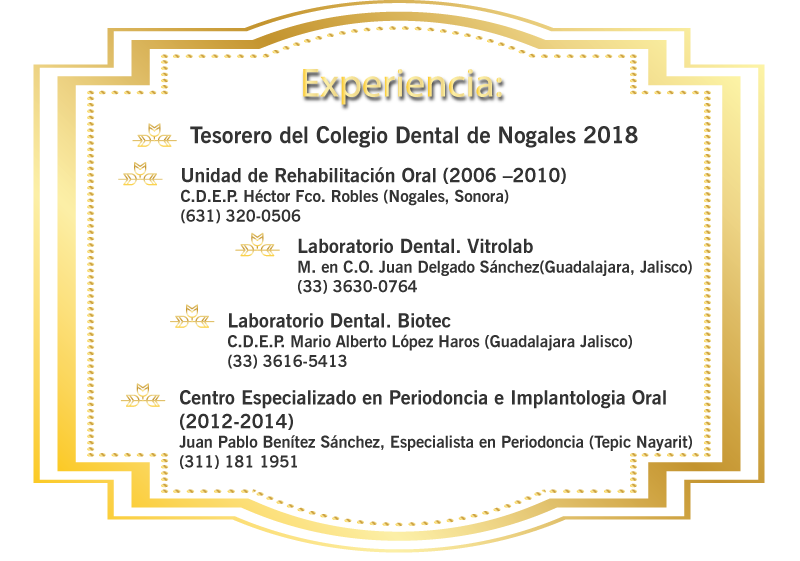 Experiencia:
Tesorero del Colegio Dental de Nogales 2018
Unidad de Rehabilitación Oral (2006 –2010)
C.D.E.P. Héctor Fco. Robles (Nogales, Sonora)
(631) 320-0506
Laboratorio Dental. Vitrolab
M. en C.O. Juan Delgado Sánchez(Guadalajara, Jalisco)
(33) 3630-0764
Laboratorio Dental. Biotec
C.D.E.P. Mario Alberto López Haros (Guadalajara Jalisco)
(33) 3616-5413
Centro Especializado en Periodoncia e Implantologia Oral
(2012-2014)
Juan Pablo Benítez Sánchez, Especialista en Periodoncia (Tepic Nayarit)
(311) 181 1951